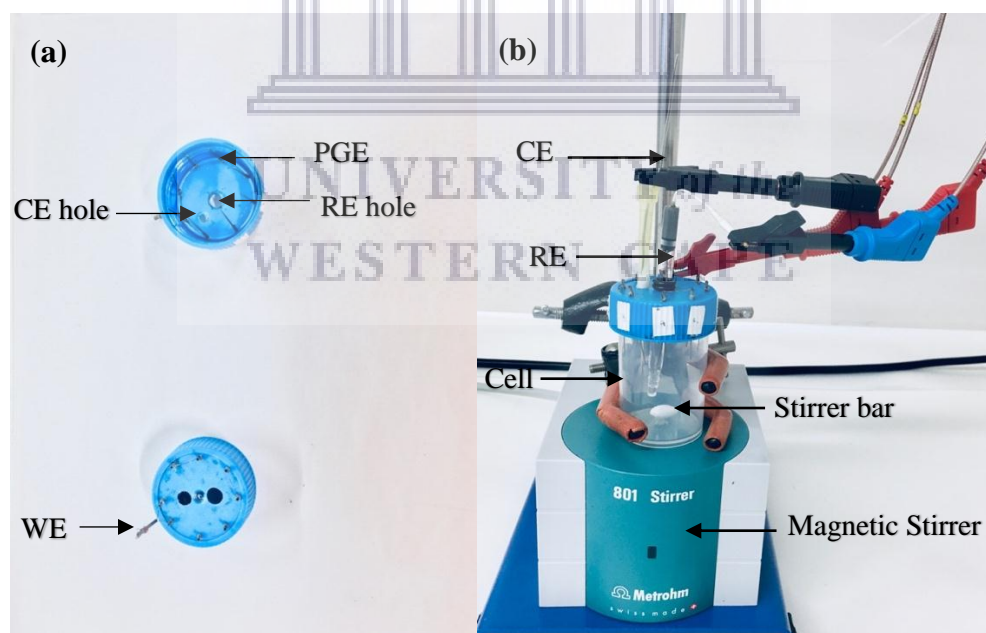 (a)
(b)
PGE
CE hole
RE hole
UNIVERSITY of the
WESTERN CAPE
WE
CE
RE
Cell
Stirrer bar
801 Stirrer
Magnetic Stirrer
Metrohm
swiss made